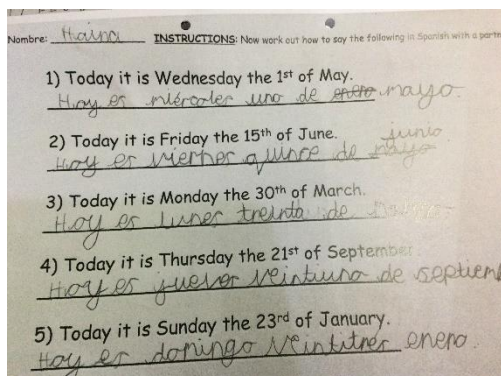 Nombre: Haina INSTRUCTIONS: Now work out how to say the following in Spanish with a partn
1) Today it is Wednesday the 1st of May.
Hoy es miércoles uno de enero mayo.
2) Today it is Friday the 15th of June.
junio
Hoy es viernes quince de mayo
3) Today it is Monday the 30th of March.
Hoy es lunes treinta de
4) Today it is Thursday the 21st of September.
Hoy es jueves veintiuno de septiem
5) Today it is Sunday the 23rd of January.
Hoy es domingo veintitrés enero.